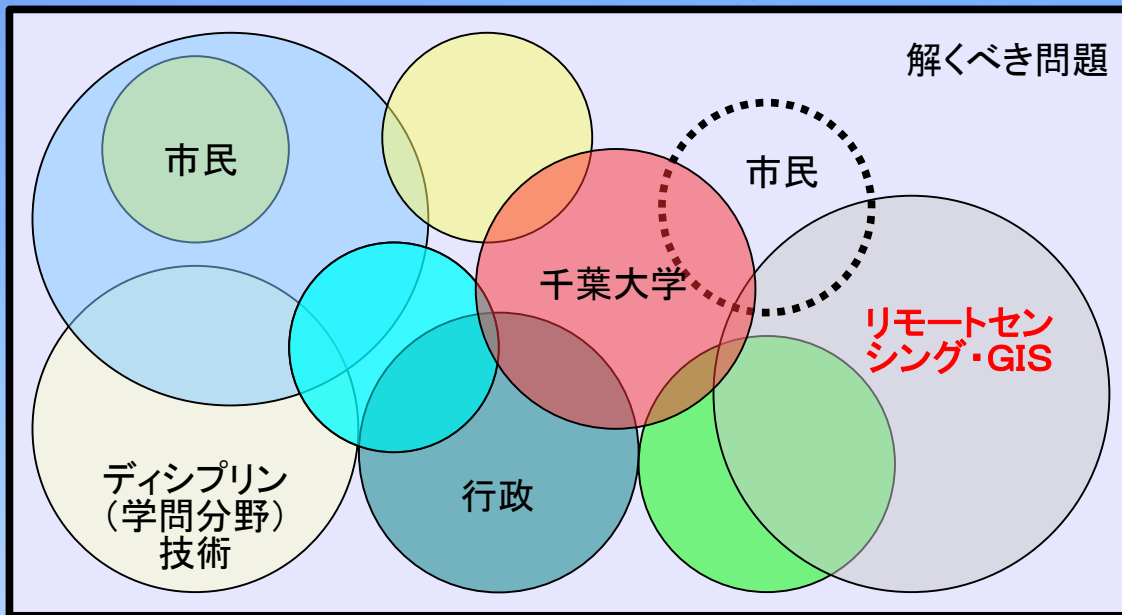 解くべき問題
市民
市民
千葉大学
リモートセン
シング・GIS
ディシプリン
（学問分野）
技術
行政